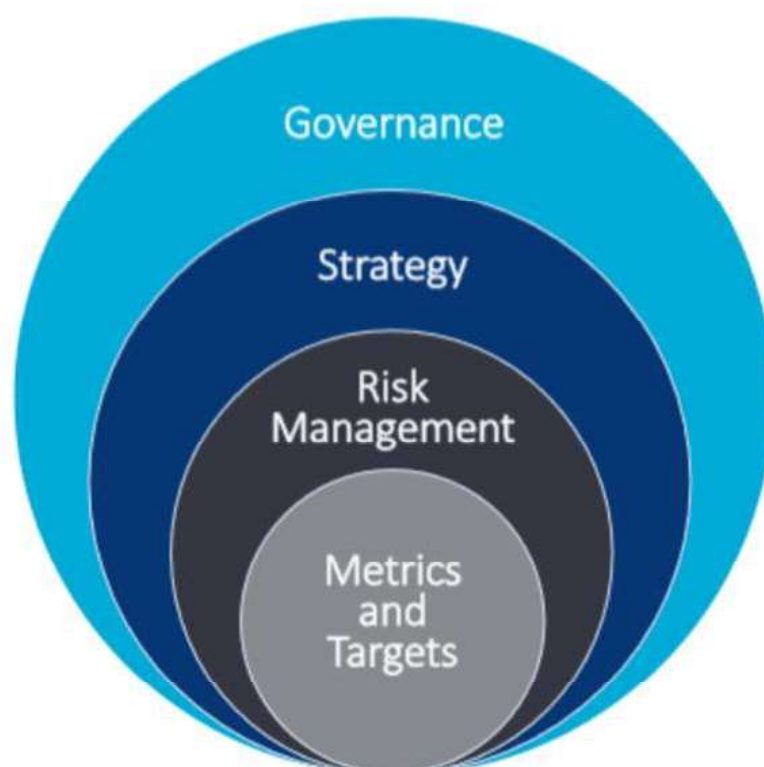 Governance
Strategy
Risk
Management
Metrics
and
Targets